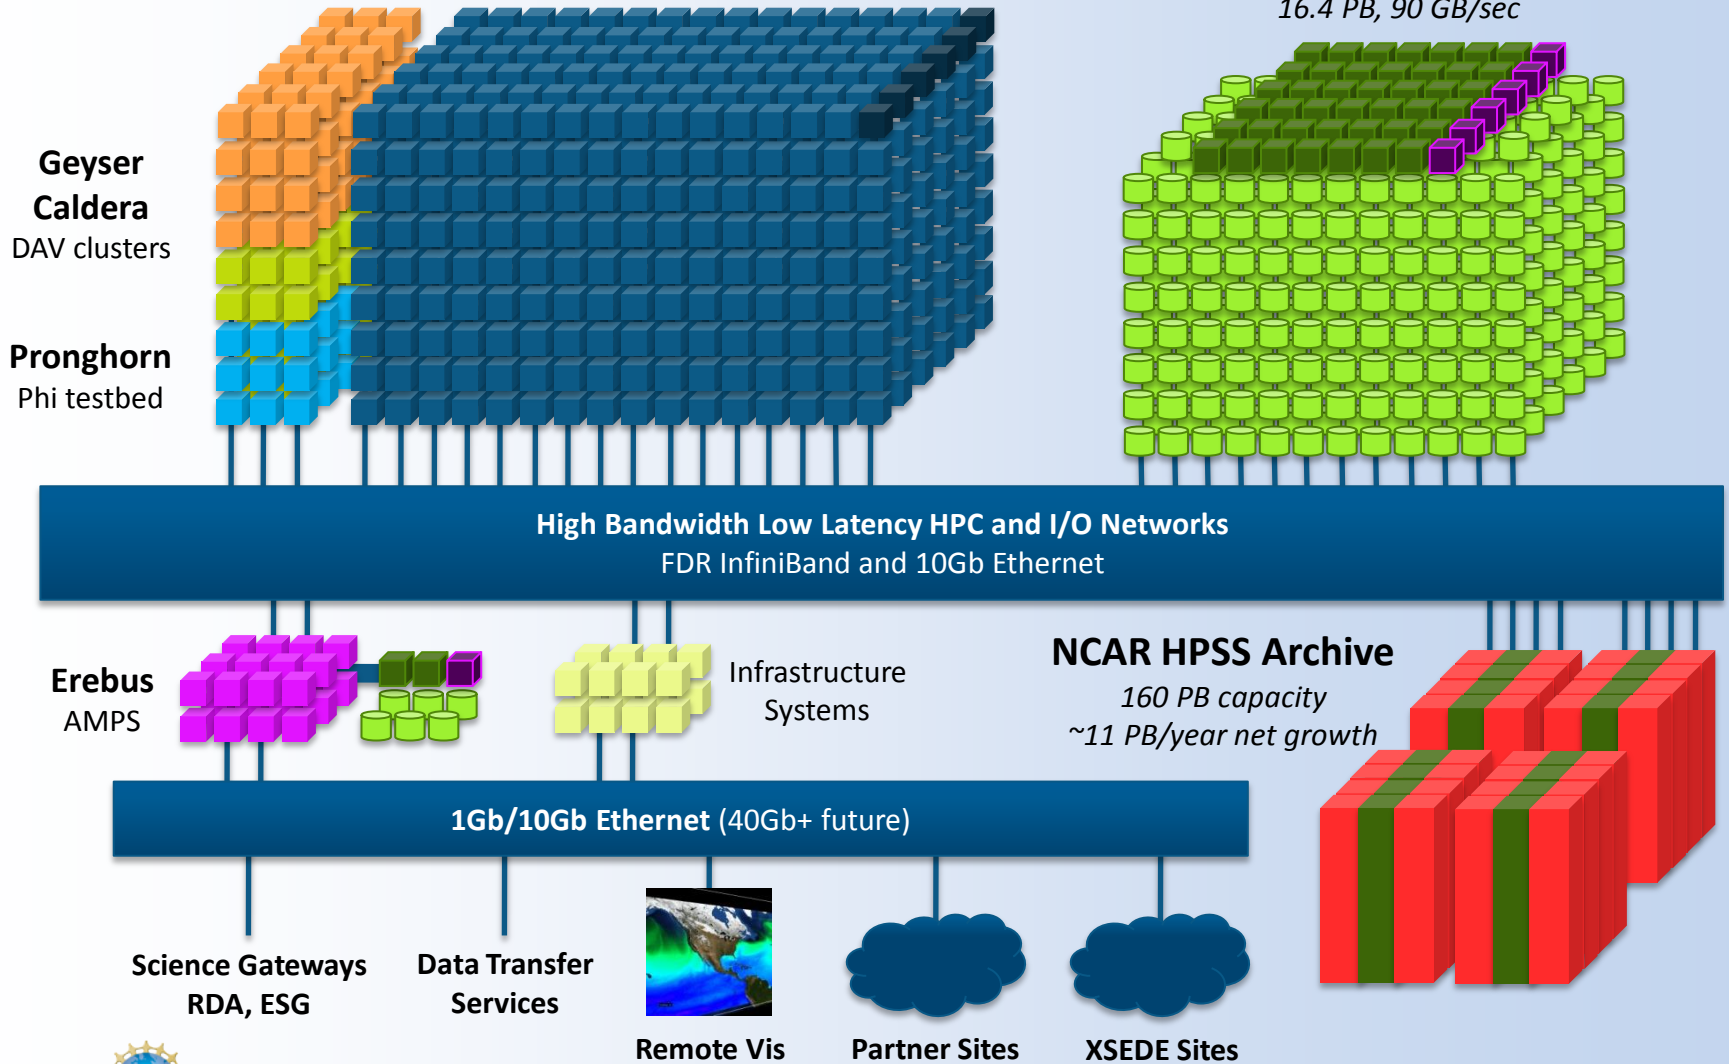 16.4 PB, 90 GB/sec
Geyser
Caldera
DAV clusters
Pronghorn
Phi testbed
High Bandwidth Low Latency HPC and I/O Networks
FDR InfiniBand and 10Gb Ethernet
Erebus
AMPS
Infrastructure
Systems
NCAR HPSS Archive
160 PB capacity
~11 PB/year net growth
1Gb/10Gb Ethernet (40Gb+ future)
Science Gateways
RDA, ESG
Data Transfer
Services
Remote Vis
Partner Sites
XSEDE Sites